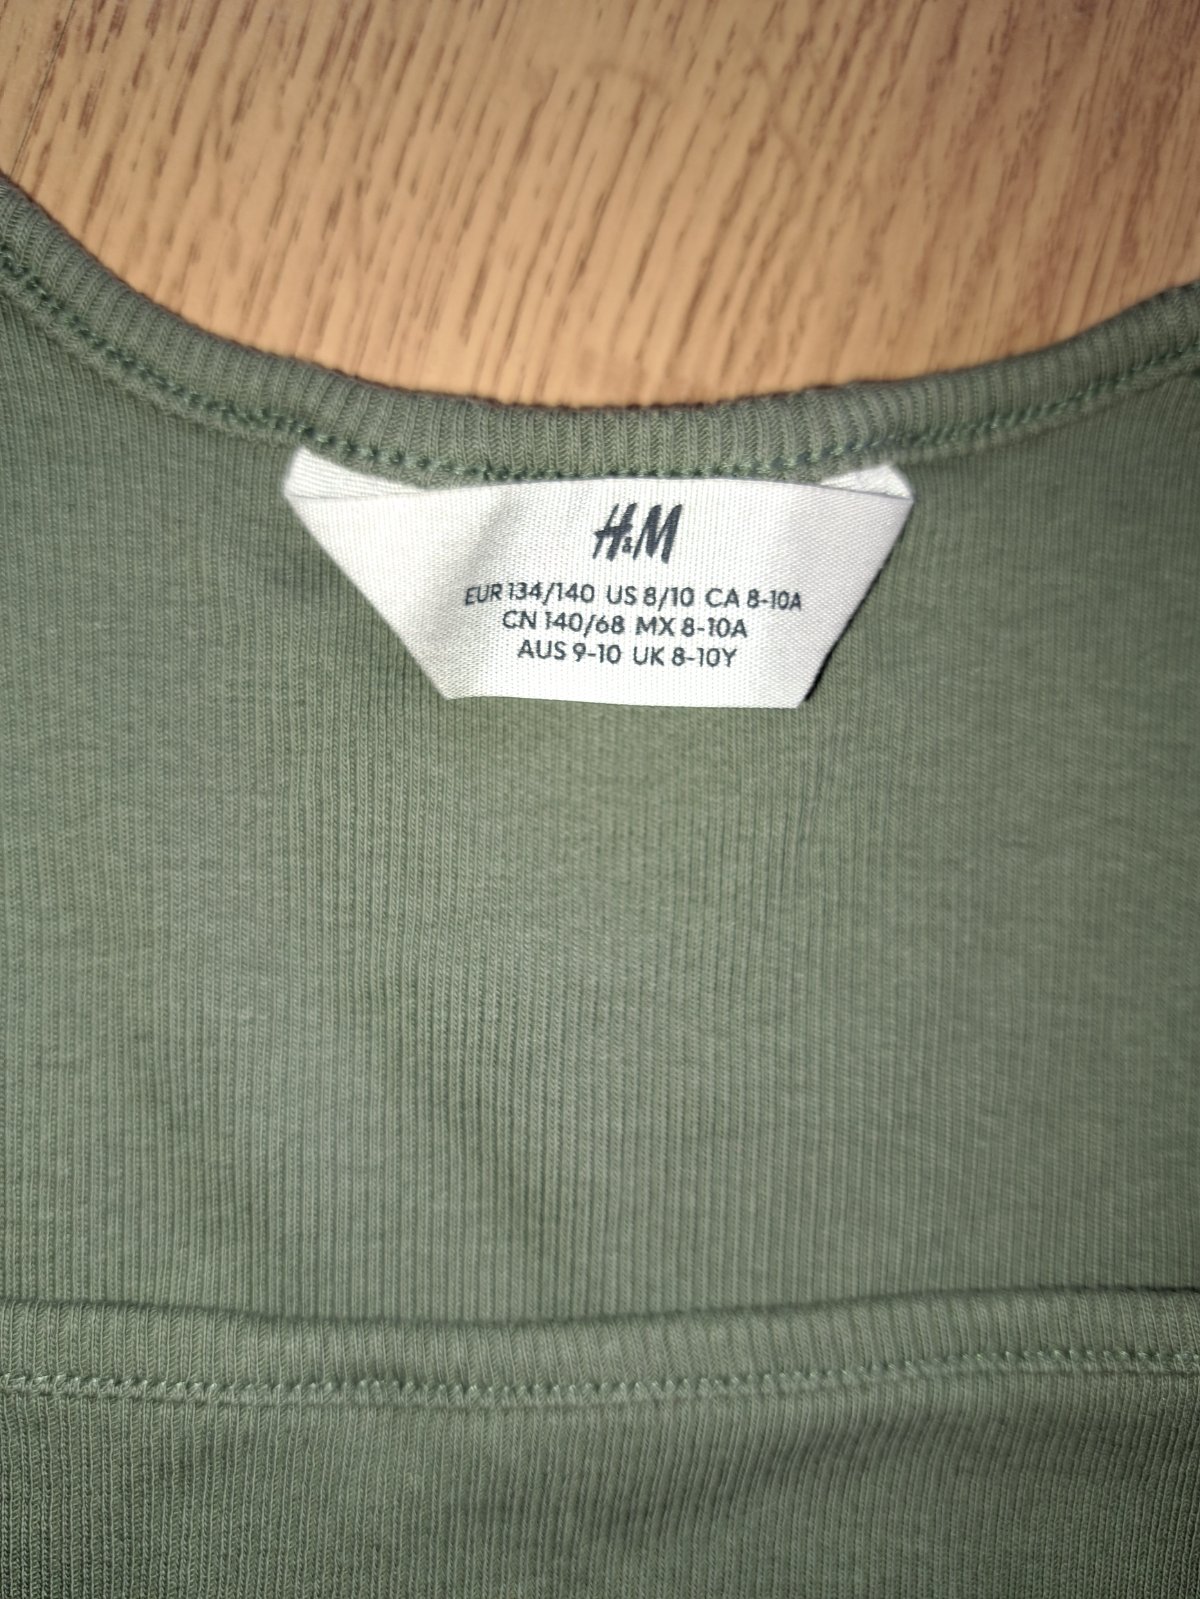 H&M
EUR 134/140 US 8/10 CA 8-10A
CN 140/68 MX 8-10A
AUS 9-10 UK 8-10Y